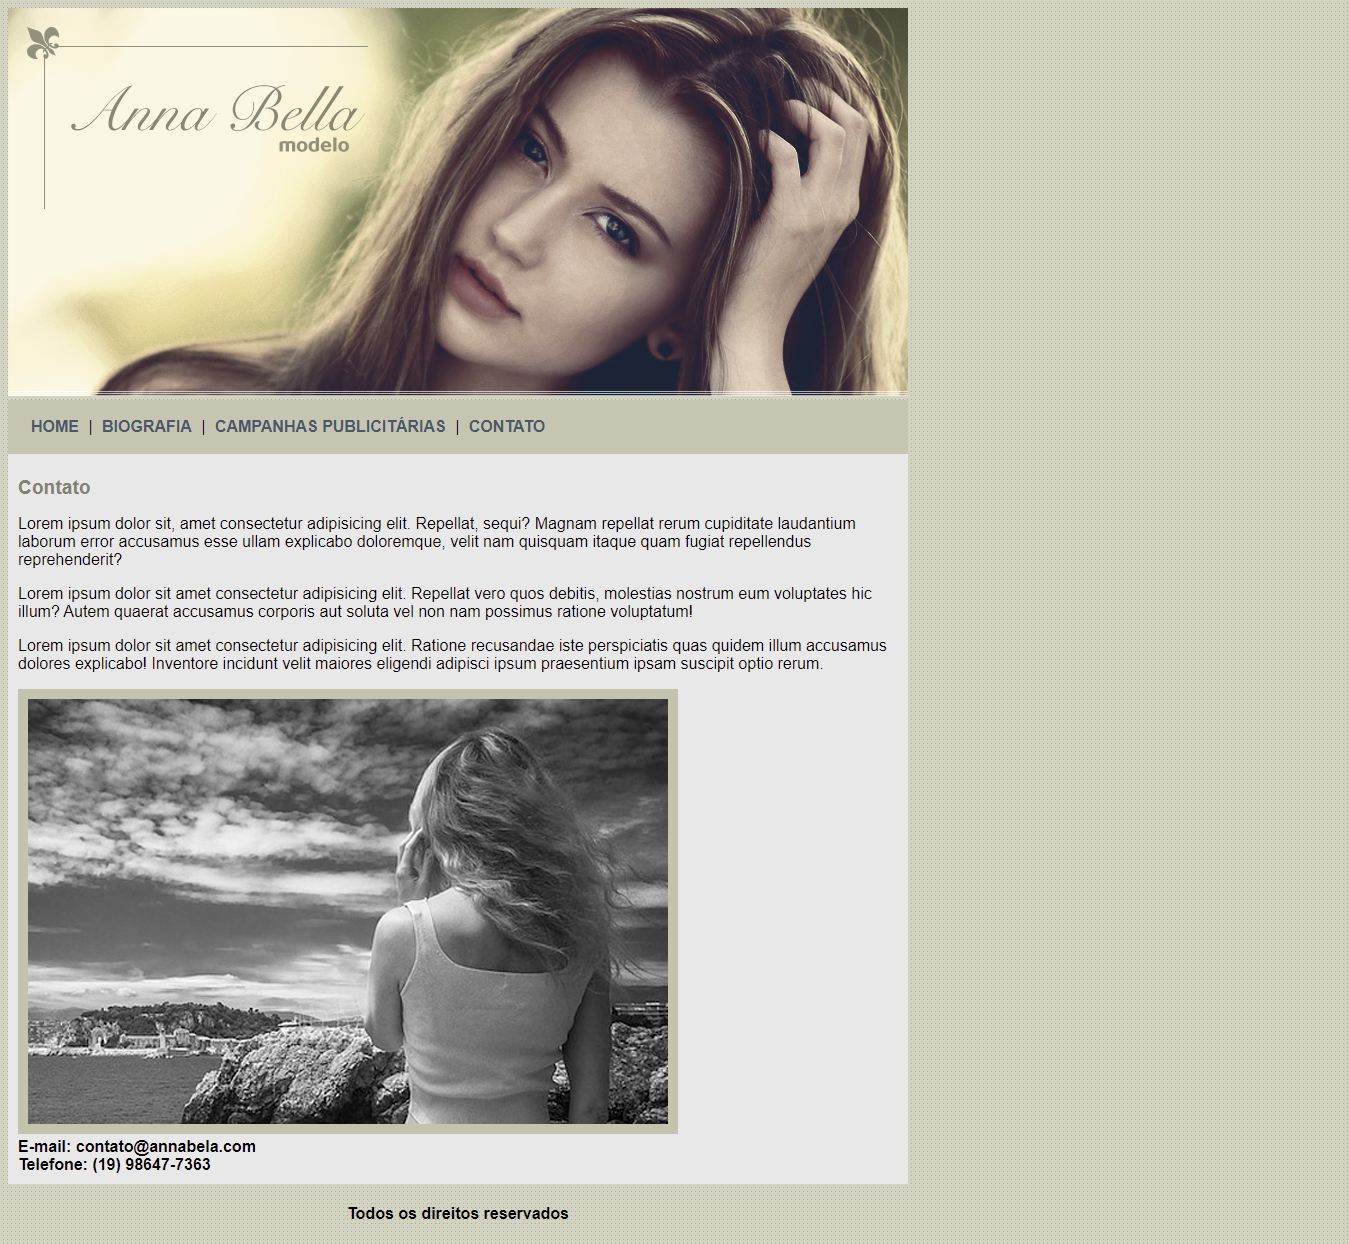 Anna Bella
modelo
HOME | BIOGRAFIA | CAMPANHAS PUBLICITÁRIAS | CONTATO
Contato
Lorem ipsum dolor sit, amet consectetur adipisicing elit. Repellat, sequi? Magnam repellat rerum cupiditate laudantium
laborum error accusamus esse ullam explicabo doloremque, velit nam quisquam itaque quam fugiat repellendus
reprehenderit?
Lorem ipsum dolor sit amet consectetur adipisicing elit. Repellat vero quos debitis, molestias nostrum eum voluptates hic
illum? Autem quaerat accusamus corporis aut soluta vel non nam possimus ratione voluptatum!
Lorem ipsum dolor sit amet consectetur adipisicing elit. Ratione recusandae iste perspiciatis quas quidem illum accusamus
dolores explicabo! Inventore incidunt velit maiores eligendi adipisci ipsum praesentium ipsam suscipit optio rerum.
E-mail: contato@annabela.com
Telefone: (19) 98647-7363
Todos os direitos reservados